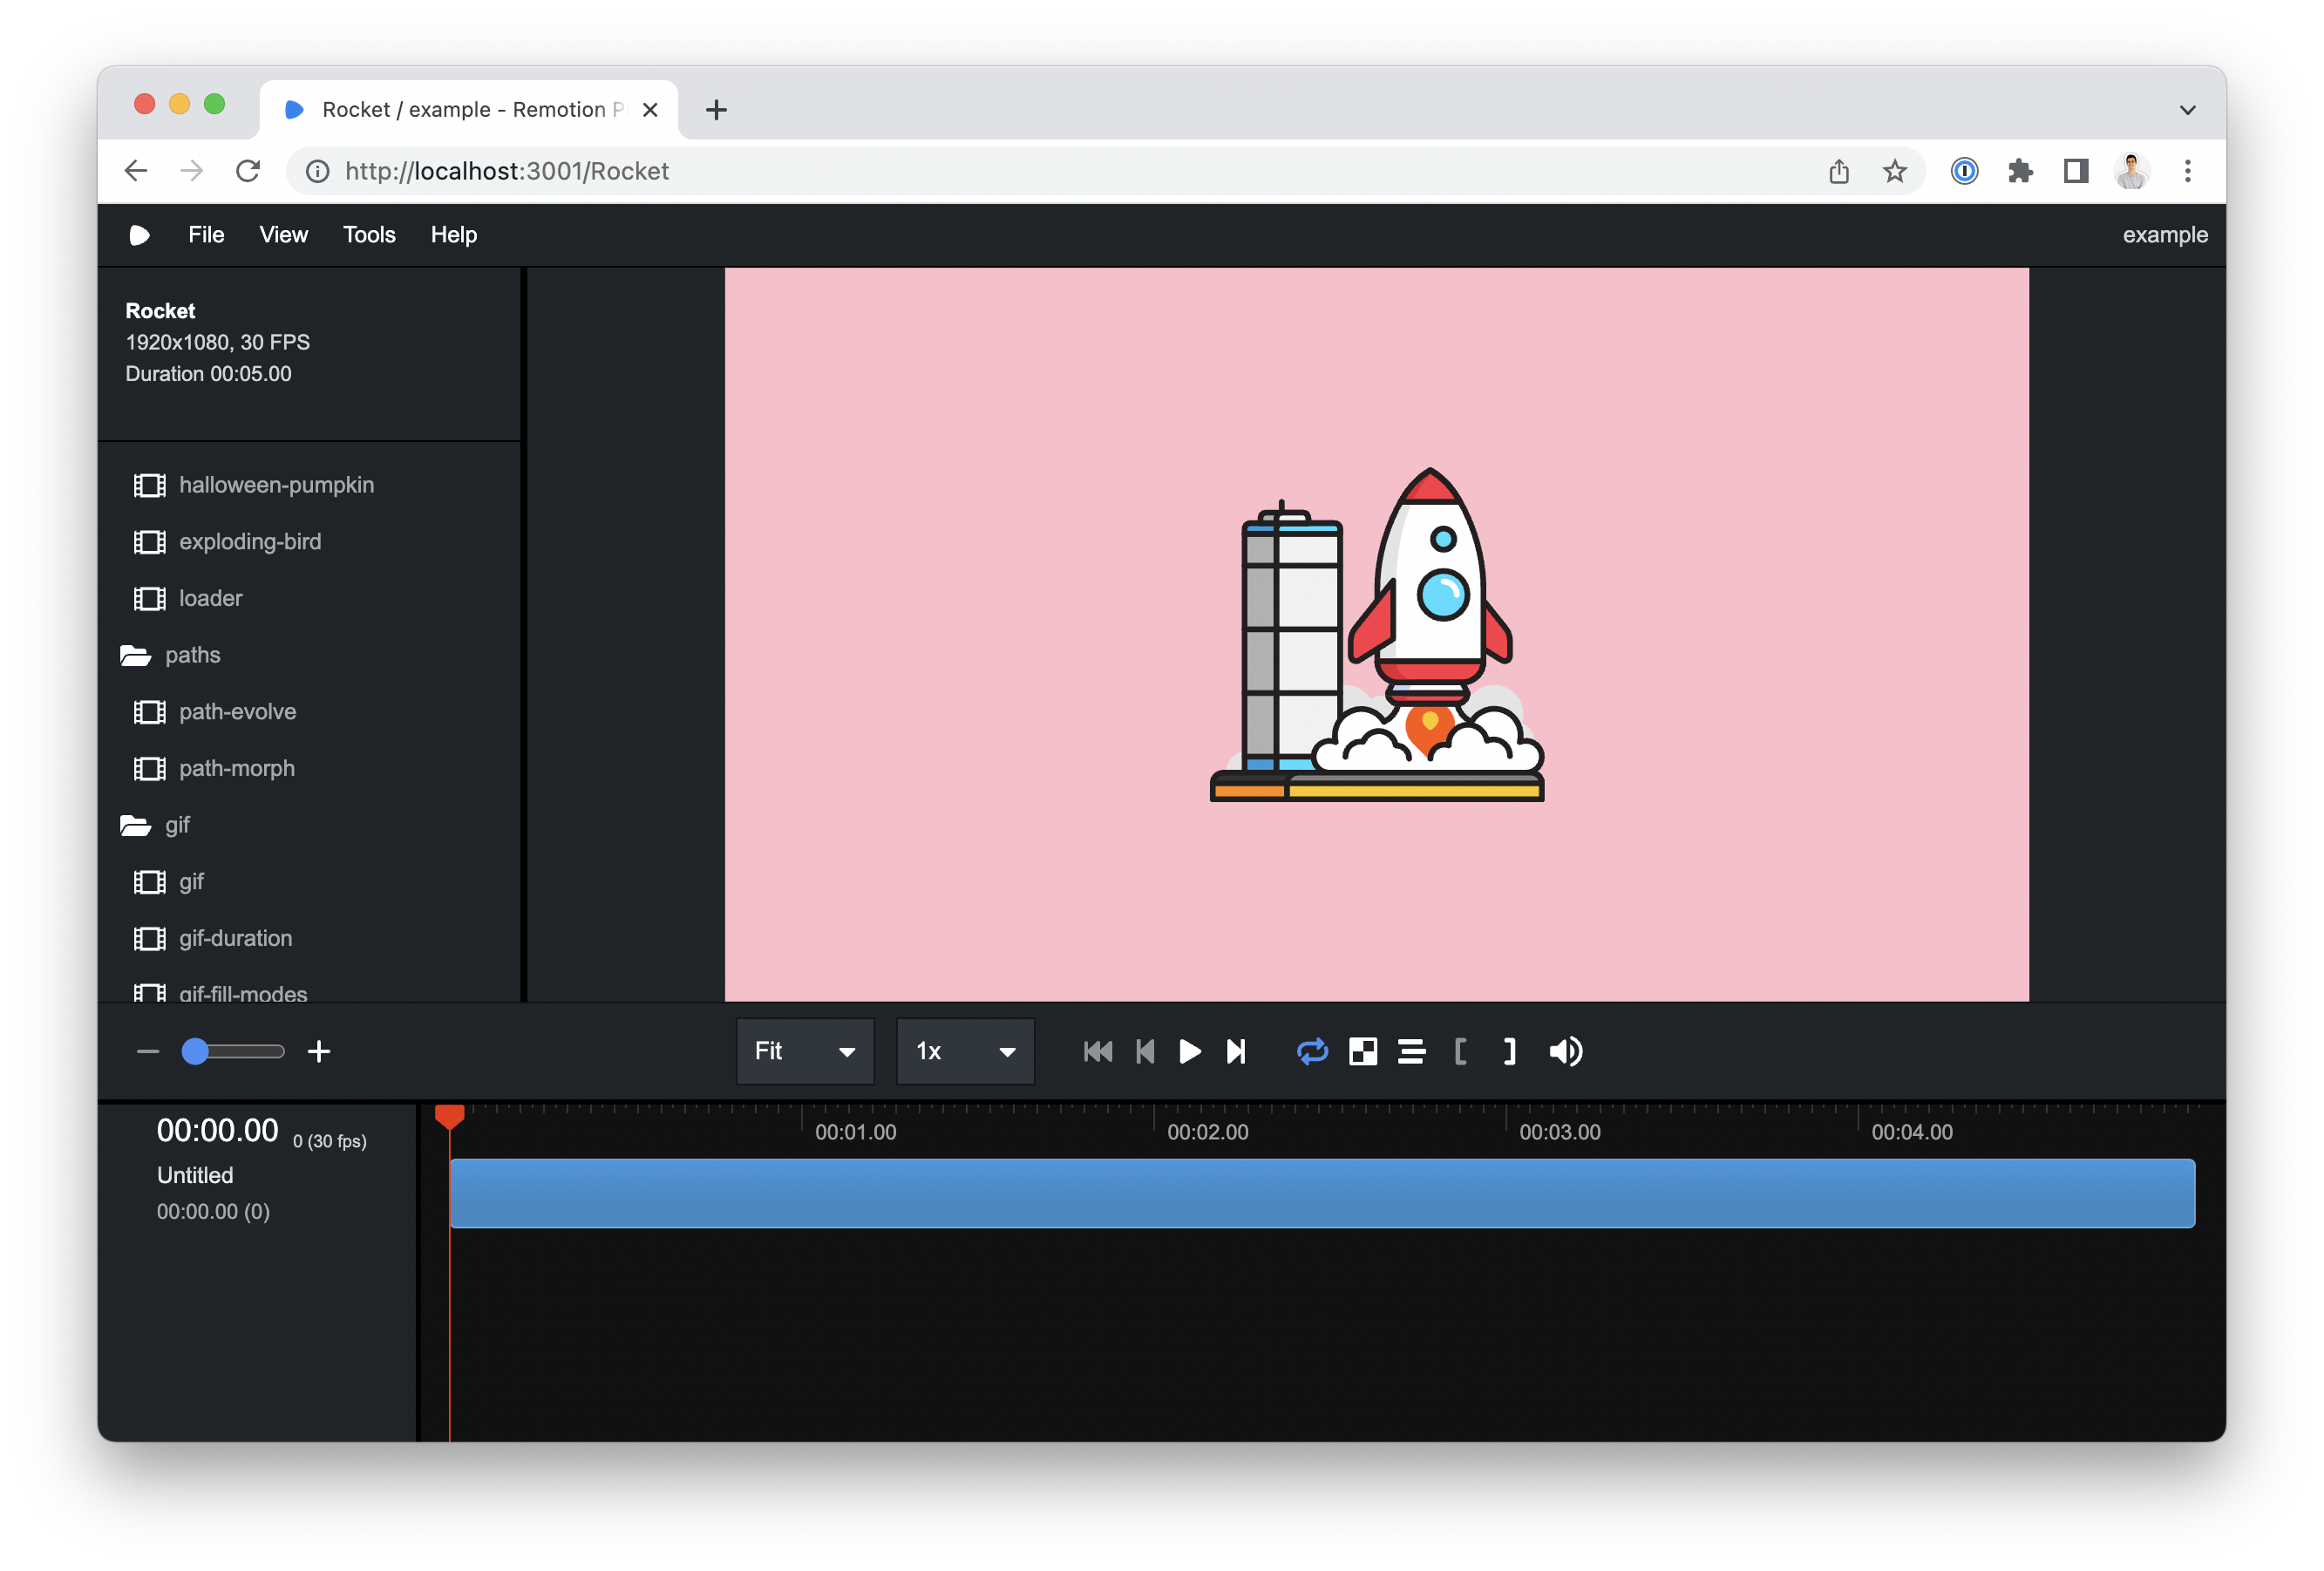 Rocket / example - Remotion P
http://localhost:3001/Rocket
File View Tools Help
example
Rocket
1920x1080, 30 FPS
Duration 00:05.00
halloween-pumpkin
exploding-bird
loader
paths
path-evolve
path-morph
gif
gif
gif-duration
gif-fill-modes
Fit
1x
00:00.00 0 (30 fps)
Untitled
00:00.00 (0)
00:01.00 00:02.00 00:03.00 00:04.00